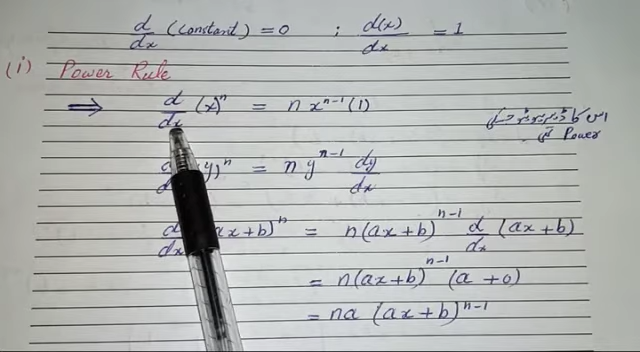 d/dx (constant) = 0 ; d(x)/dx = 1
(i) Power Rule
⇒ d/dx (x)^n = n x^(n-1) (1)
y)^n = n y^(n-1) dy/dx
Power
d/dx (ax+b)^n = n(ax+b)^(n-1) d/dx (ax+b)
= n(ax+b)^(n-1) (a+0)
= na (ax+b)^(n-1)